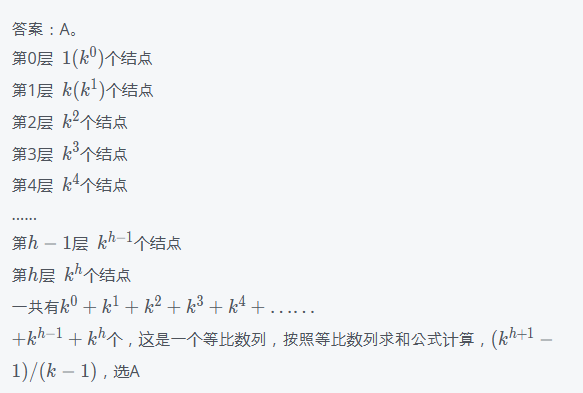 答案：A。
第0层 $1(k^0)$个结点
第1层 $k(k^1)$个结点
第2层 $k^2$个结点
第3层 $k^3$个结点
第4层 $k^4$个结点
......
第$h-1$层 $k^{h-1}$个结点
第$h$层 $k^h$个结点
一共有$k^0+k^1+k^2+k^3+k^4+......$
$+k^{h-1}+k^h$个，这是一个等比数列，按照等比数列求和公式计算，$(k^{h+1}-$
$1)/(k-1)$，选A